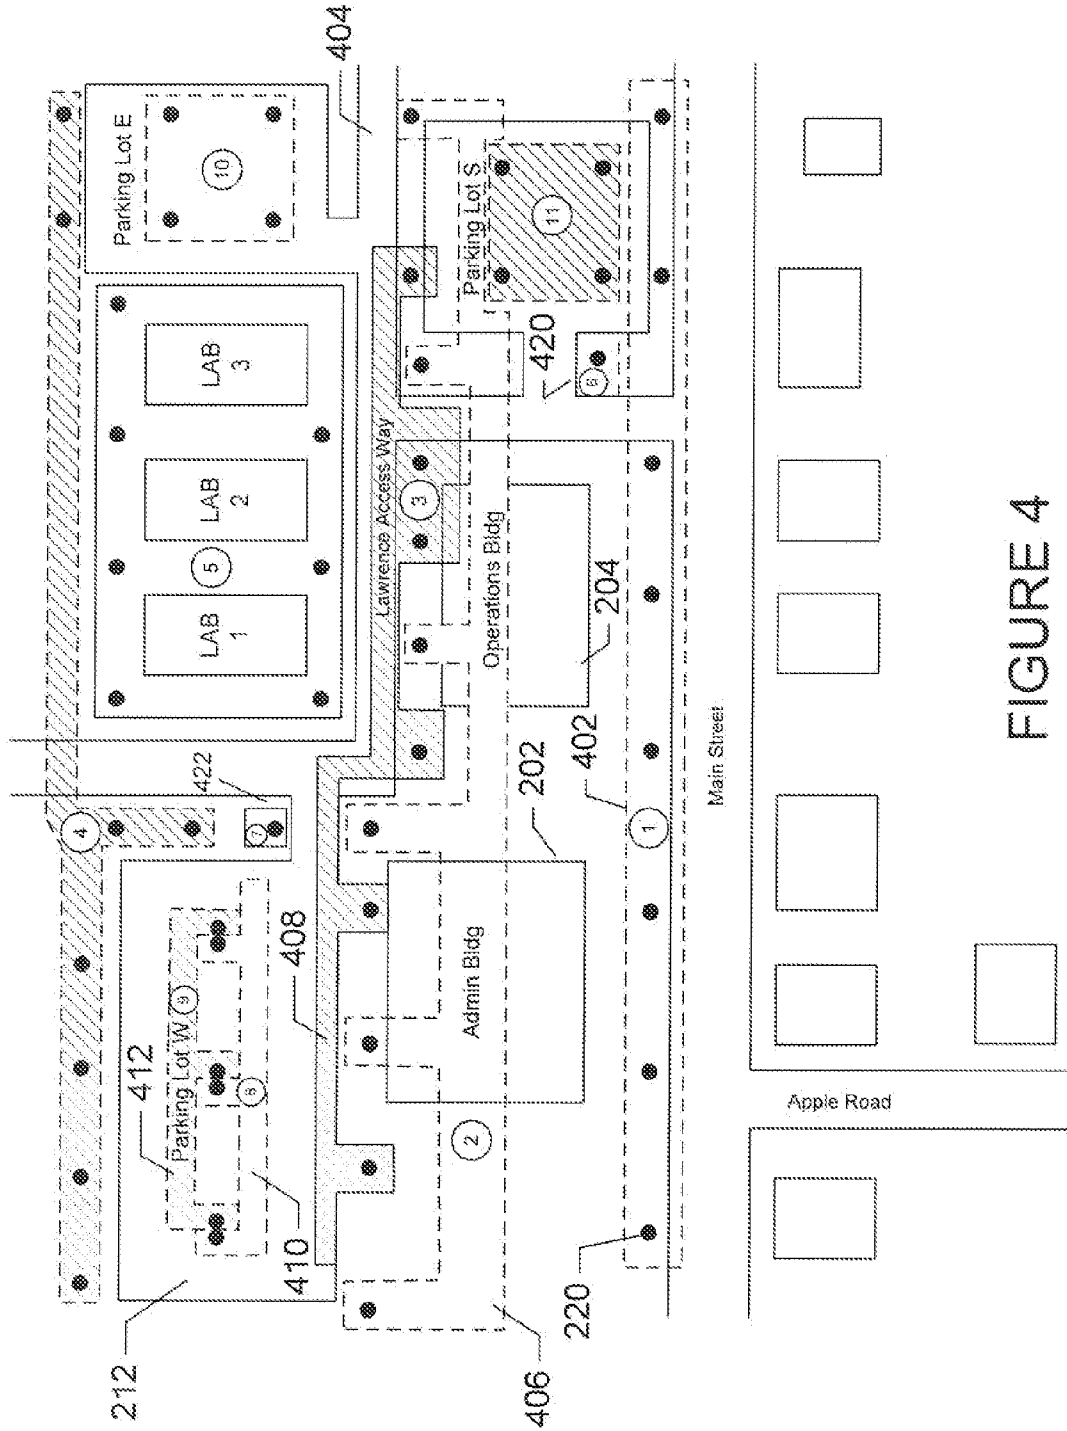 4
212
412
Parking Lot E
Parking Lot W
9
422
LAB
1
LAB
2
LAB
3
5
10
7
8
410
408
404
Lawrence Access Way
3
2
Admin Bldg
Operations Bldg
Parking Lot S
406
202
420
11
220
402
204
6
1
Main Street
Apple Road
FIGURE 4